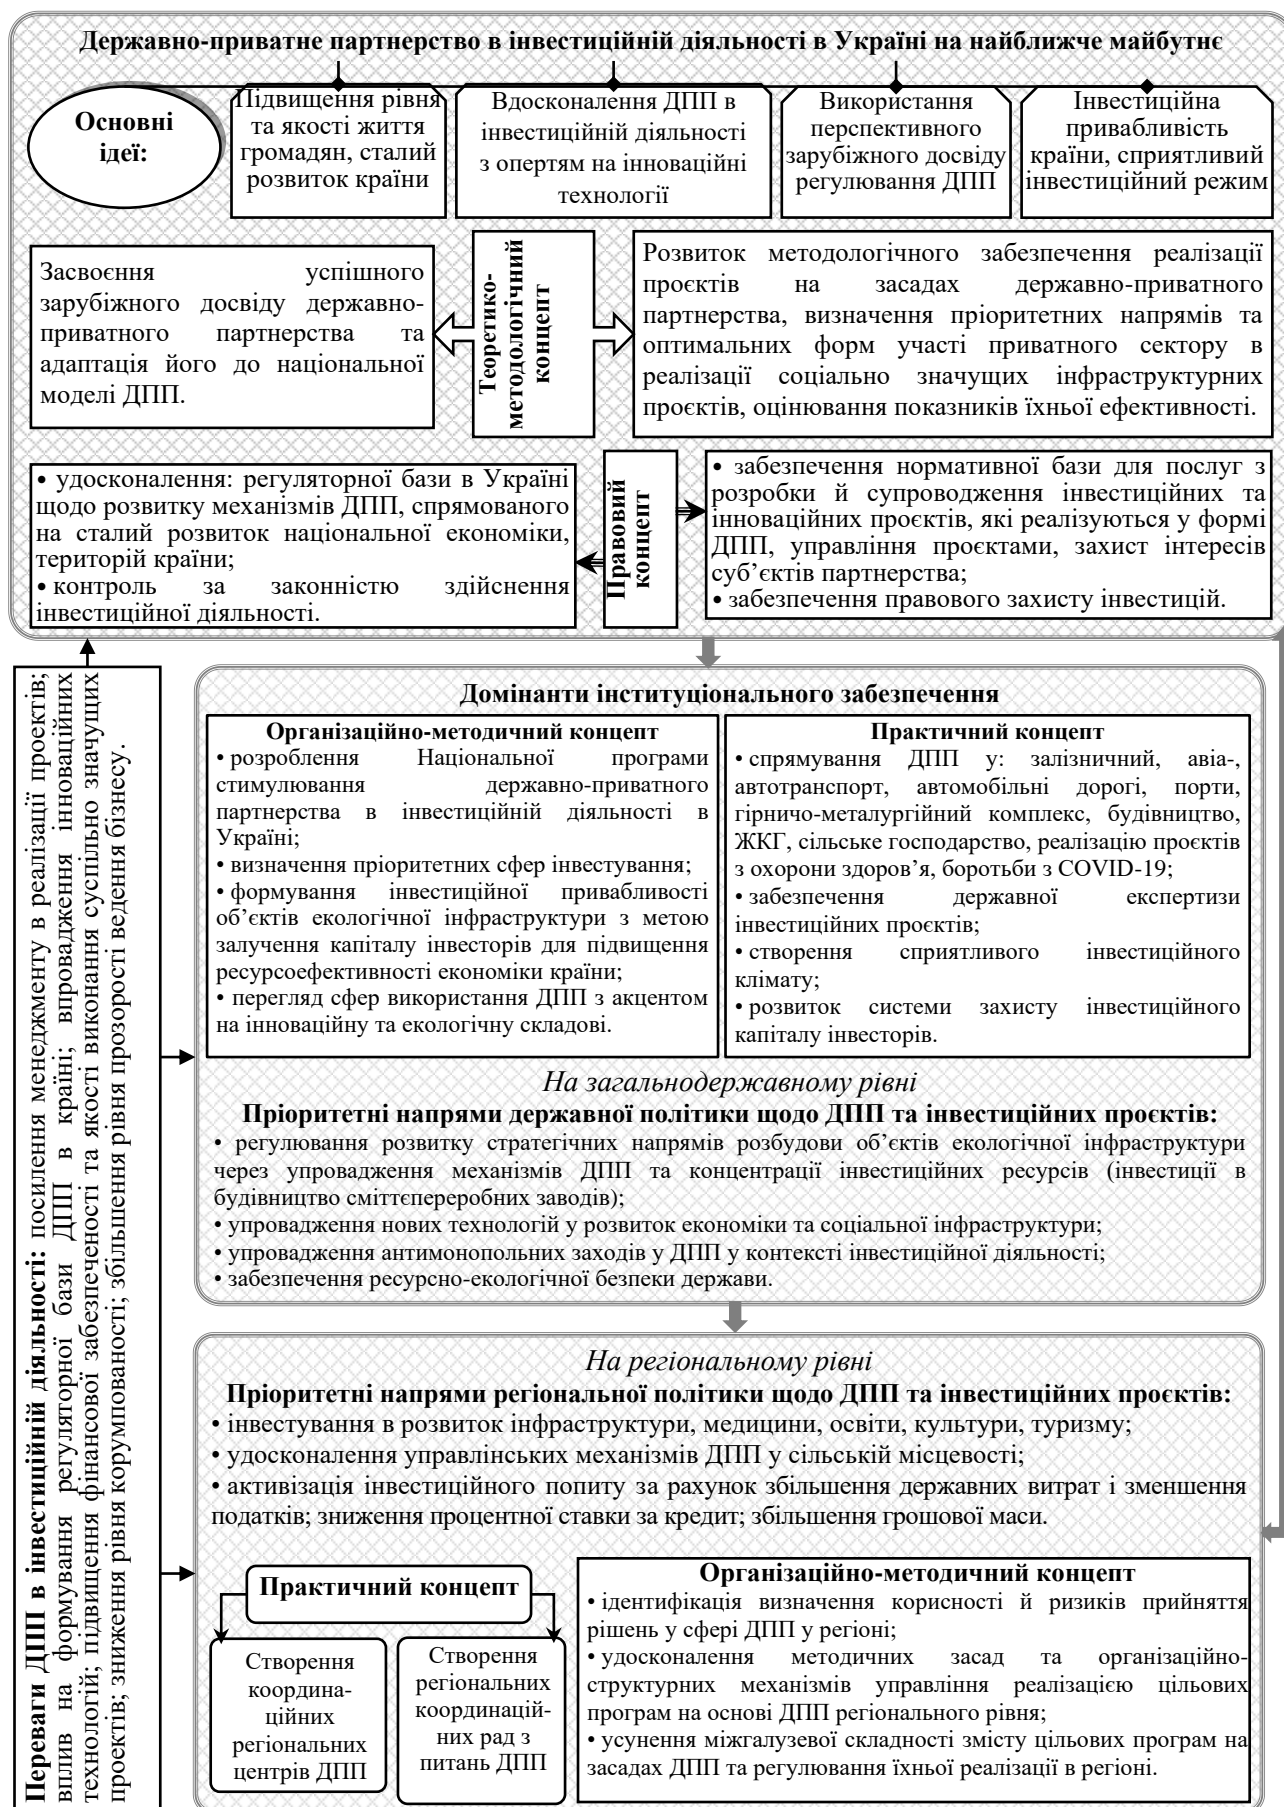 Державно-приватне партнерство в інвестиційній діяльності в Україні на найближче майбутнє
Основні
ідеї:
Підвищення рівня
та якості життя
громадян, сталий
розвиток країни
Вдосконалення ДПП в
інвестиційній діяльності
з опертям на інноваційні
технології
Використання
перспективного
зарубіжного досвіду
регулювання ДПП
Інвестиційна
привабливість
країни, сприятливий
інвестиційний режим
Засвоєння успішного
зарубіжного досвіду державно-
приватного партнерства та
адаптація його до національної
моделі ДПП.
Теоретико-
методологічний
концепт
Розвиток методологічного забезпечення реалізації
проєктів на засадах державно-приватного
партнерства, визначення пріоритетних напрямів та
оптимальних форм участі приватного сектору в
реалізації соціально значущих інфраструктурних
проєктів, оцінювання показників їхньої ефективності.
• удосконалення: регуляторної бази в Україні
щодо розвитку механізмів ДПП, спрямованого
на сталий розвиток національної економіки,
територій країни;
• контроль за законністю здійснення
інвестиційної діяльності.
Правовий
концепт
• забезпечення нормативної бази для послуг з
розробки й супроводження інвестиційних та
інноваційних проєктів, які реалізуються у формі
ДПП, управління проєктами, захист інтересів
суб’єктів партнерства;
• забезпечення правового захисту інвестицій.
Переваги ДПП в інвестиційній діяльності: посилення менеджменту в реалізації проектів;
вплив на формування регуляторної бази ДПП в країні; впровадження інноваційних
технологій; підвищення фінансової забезпеченості та якості виконання суспільно значущих
проектів; зниження рівня корумпованості; збільшення рівня прозорості ведення бізнесу.
Домінанти інституціонального забезпечення
Організаційно-методичний концепт
• розроблення Національної програми
стимулювання державно-приватного
партнерства в інвестиційній діяльності в
Україні;
• визначення пріоритетних сфер інвестування;
• формування інвестиційної привабливості
об’єктів екологічної інфраструктури з метою
залучення капіталу інвесторів для підвищення
ресурсоефективності економіки країни;
• перегляд сфер використання ДПП з акцентом
на інноваційну та екологічну складові.
Практичний концепт
• спрямування ДПП у: залізничний, авіа-,
автотранспорт, автомобільні дорогі, порти,
гірничо-металургійний комплекс, будівництво,
ЖКГ, сільське господарство, реалізацію проєктів
з охорони здоров’я, боротьби з COVID-19;
• забезпечення державної експертизи
інвестиційних проєктів;
• створення сприятливого інвестиційного
клімату;
• розвиток системи захисту інвестиційного
капіталу інвесторів.
На загальнодержавному рівні
Пріоритетні напрями державної політики щодо ДПП та інвестиційних проєктів:
• регулювання розвитку стратегічних напрямів розбудови об’єктів екологічної інфраструктури
через упровадження механізмів ДПП та концентрації інвестиційних ресурсів (інвестиції в
будівництво сміттєпереробних заводів);
• упровадження нових технологій у розвиток економіки та соціальної інфраструктури;
• упровадження антимонопольних заходів у ДПП у контексті інвестиційної діяльності;
• забезпечення ресурсно-екологічної безпеки держави.
На регіональному рівні
Пріоритетні напрями регіональної політики щодо ДПП та інвестиційних проєктів:
• інвестування в розвиток інфраструктури, медицини, освіти, культури, туризму;
• удосконалення управлінських механізмів ДПП у сільській місцевості;
• активізація інвестиційного попиту за рахунок збільшення державних витрат і зменшення
податків; зниження процентної ставки за кредит; збільшення грошової маси.
Практичний концепт
Створення
координа-
ційних
регіональних
центрів ДПП
Створення
регіональних
координацій-
них рад з
питань ДПП
Організаційно-методичний концепт
• ідентифікація визначення корисності й ризиків прийняття
рішень у сфері ДПП у регіоні;
• удосконалення методичних засад та організаційно-
структурних механізмів управління реалізацією цільових
програм на основі ДПП регіонального рівня;
• усунення міжгалузевої складності змісту цільових програм на
засадах ДПП та регулювання їхньої реалізації в регіоні.